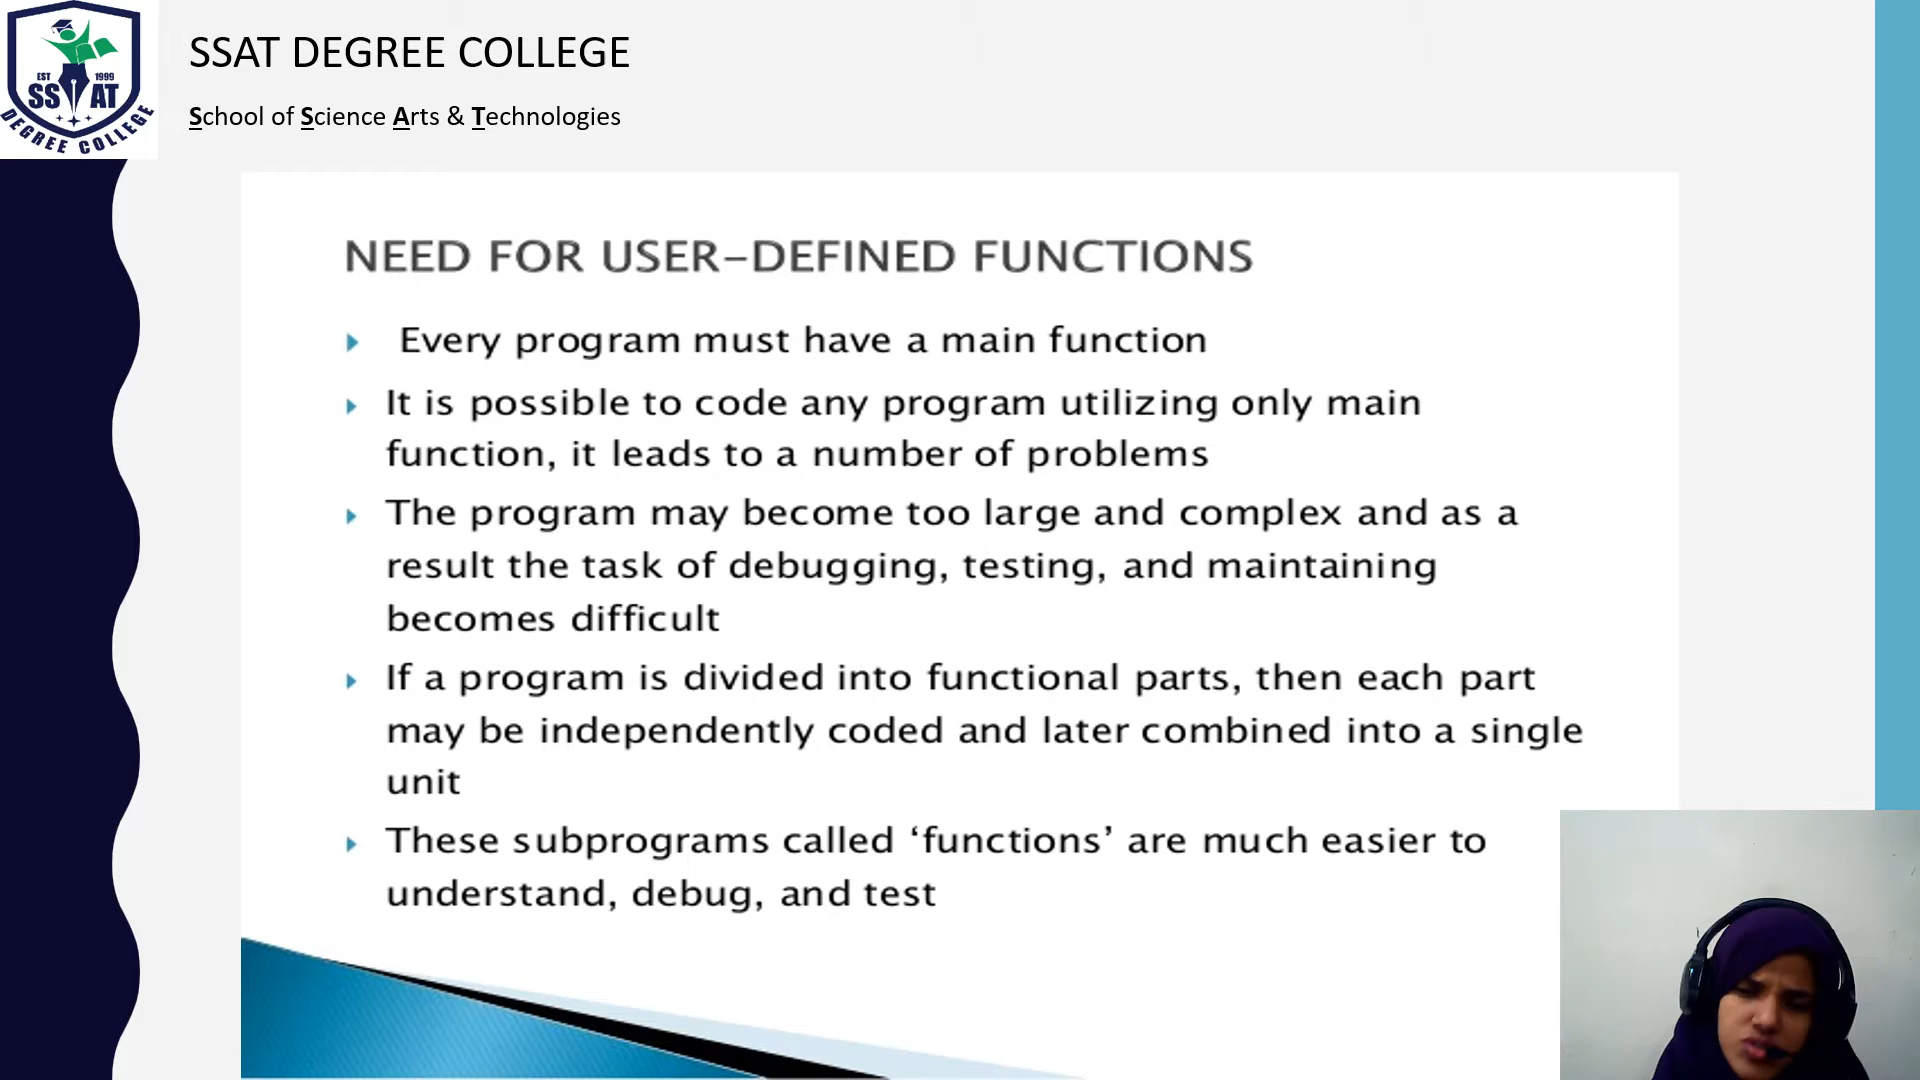 EST 1999
SS AT
DEGREE COLLEGE
SSAT DEGREE COLLEGE
School of Science Arts & Technologies
NEED FOR USER-DEFINED FUNCTIONS
Every program must have a main function
It is possible to code any program utilizing only main
function, it leads to a number of problems
The program may become too large and complex and as a
result the task of debugging, testing, and maintaining
becomes difficult
If a program is divided into functional parts, then each part
may be independently coded and later combined into a single
unit
These subprograms called ‘functions’ are much easier to
understand, debug, and test